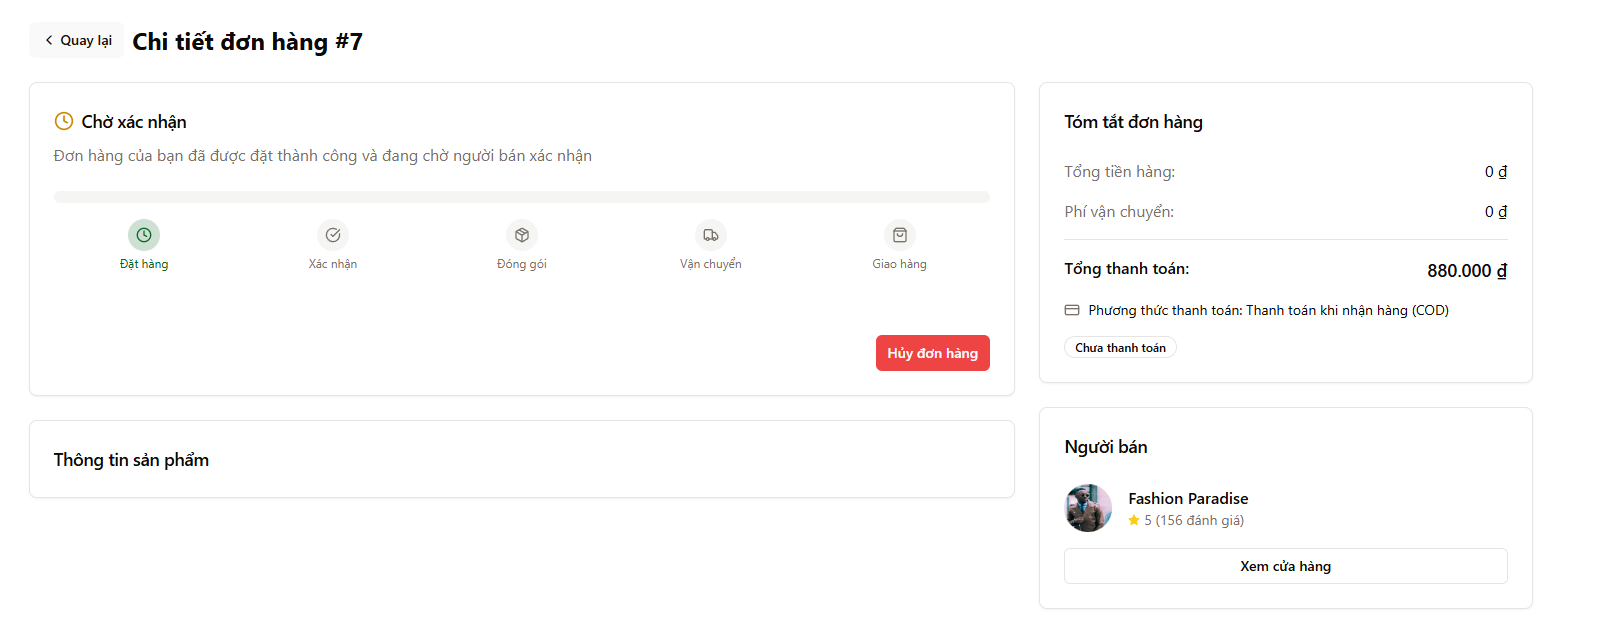 Quay lại
Chi tiết đơn hàng #7
Chờ xác nhận
Đơn hàng của bạn đã được đặt thành công và đang chờ người bán xác nhận
Đặt hàng
Xác nhận
Đóng gói
Vận chuyển
Giao hàng
Hủy đơn hàng
Thông tin sản phẩm
Tóm tắt đơn hàng
Tổng tiền hàng: 0 ₫
Phí vận chuyển: 0 ₫
Tổng thanh toán: 880.000 ₫
Phương thức thanh toán: Thanh toán khi nhận hàng (COD)
Chưa thanh toán
Người bán
Fashion Paradise
5 (156 đánh giá)
Xem cửa hàng